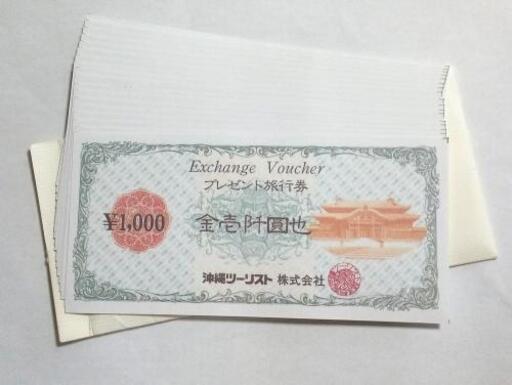 Exchange Voucher
プレゼント旅行券
¥1,000
金壱阡圓也
沖縄ツーリスト 株式会社